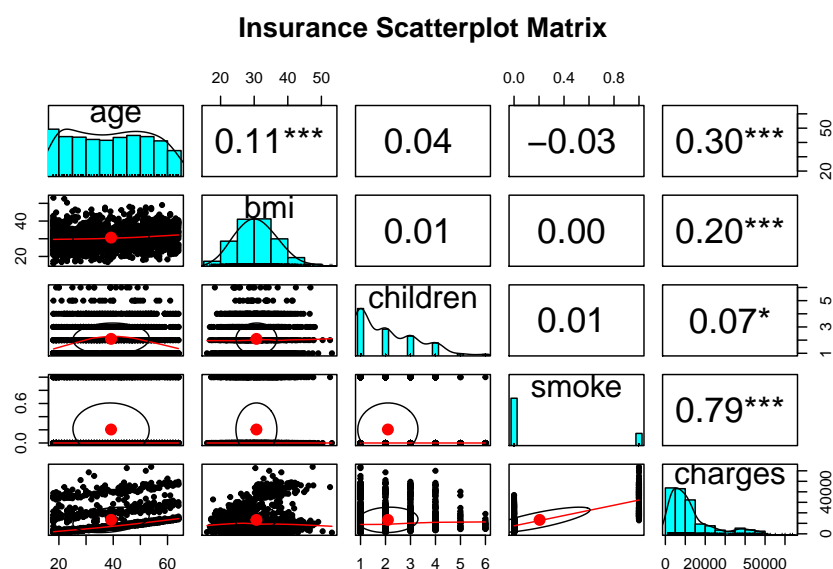 Insurance Scatterplot Matrix
20 30 40 50
0.0 0.4 1.0
age
0.11***
0.04
−0.03
0.30***
20 50
20 40
bmi
0.01
0.00
0.20***
children
0.01
0.07*
1 3 5
0.0 0.6
smoke
0.79***
charges
0 40000
20 40 60
1 2 3 4 5 6
0 20000 50000